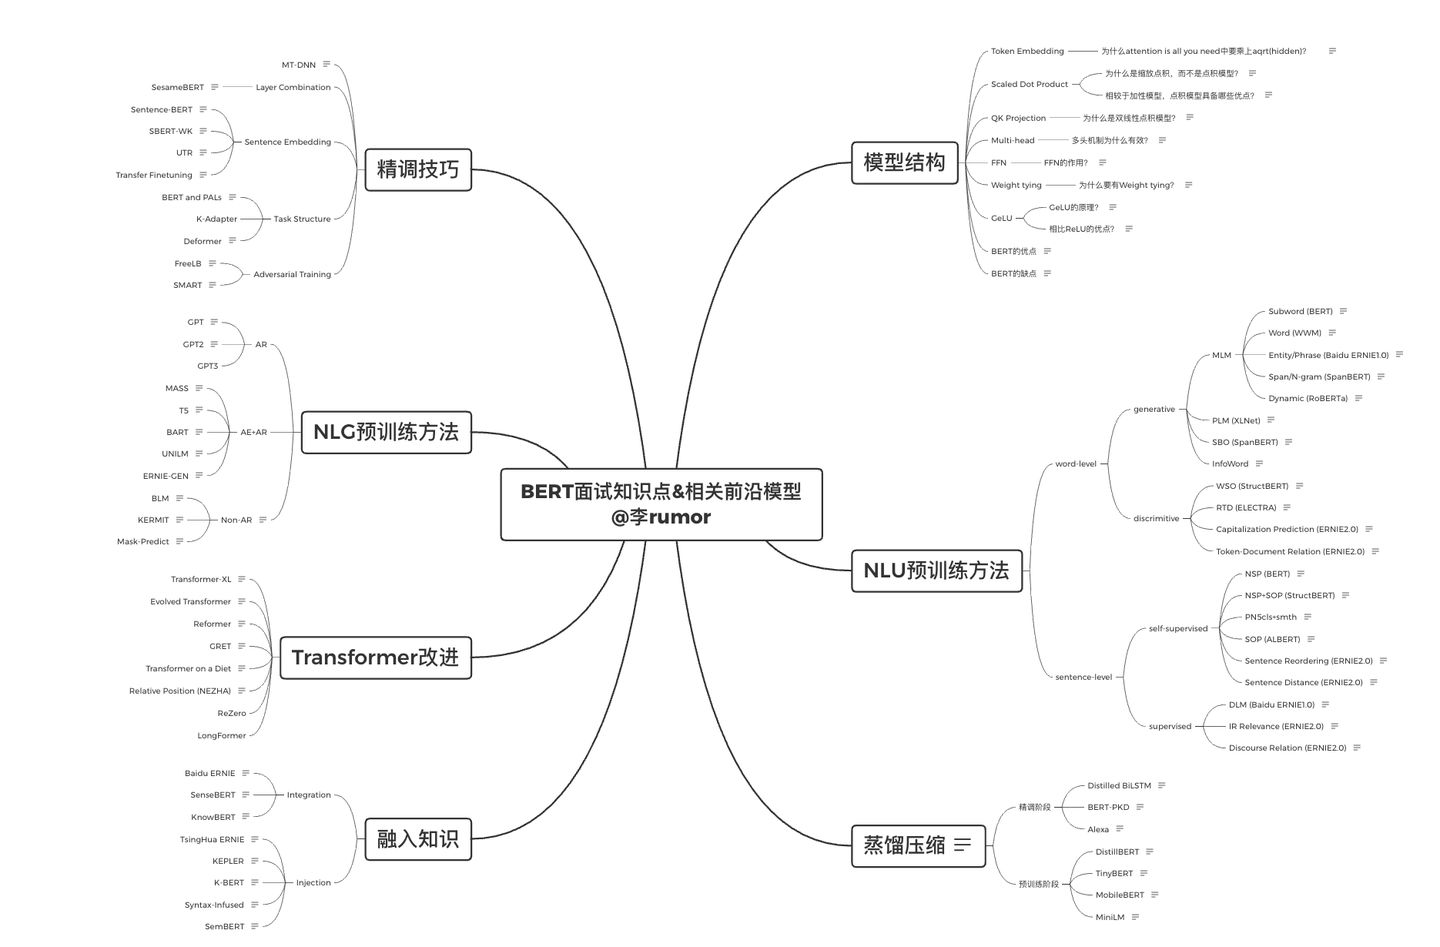 BERT面试知识点&相关前沿模型
@李rumor
精调技巧
MT-DNN
Layer Combination
SesameBERT
Sentence Embedding
Sentence-BERT
SBERT-WK
UTR
Transfer Finetuning
Task Structure
BERT and PALs
K-Adapter
Deformer
Adversarial Training
FreeLB
SMART
NLG预训练方法
AR
GPT
GPT2
GPT3
AE+AR
MASS
T5
BART
UNILM
ERNIE-GEN
Non-AR
BLM
KERMIT
Mask-Predict
Transformer改进
Transformer-XL
Evolved Transformer
Reformer
GRET
Transformer on a Diet
Relative Position (NEZHA)
ReZero
LongFormer
融入知识
Integration
Baidu ERNIE
SenseBERT
KnowBERT
Injection
TsingHua ERNIE
KEPLER
K-BERT
Syntax-Infused
SemBERT
模型结构
Token Embedding
为什么attention is all you need中要乘上aqrt(hidden)?
Scaled Dot Product
为什么是缩放点积，而不是点积模型？
相较于加性模型，点积模型具备哪些优点？
QK Projection
为什么是双线性点积模型？
Multi-head
多头机制为什么有效？
FFN
FFN的作用？
Weight tying
为什么要有Weight tying？
GeLU
GeLU的原理？
相比ReLU的优点？
BERT的优点
BERT的缺点
NLU预训练方法
word-level
generative
MLM
Subword (BERT)
Word (WWM)
Entity/Phrase (Baidu ERNIE1.0)
Span/N-gram (SpanBERT)
Dynamic (RoBERTa)
PLM (XLNet)
SBO (SpanBERT)
InfoWord
discrimitive
WSO (StructBERT)
RTD (ELECTRA)
Capitalization Prediction (ERNIE2.0)
Token-Document Relation (ERNIE2.0)
sentence-level
self-supervised
NSP (BERT)
NSP+SOP (StructBERT)
PN5cls+smth
SOP (ALBERT)
Sentence Reordering (ERNIE2.0)
Sentence Distance (ERNIE2.0)
supervised
DLM (Baidu ERNIE1.0)
IR Relevance (ERNIE2.0)
Discourse Relation (ERNIE2.0)
蒸馏压缩
精调阶段
Distilled BiLSTM
BERT-PKD
Alexa
预训练阶段
DistillBERT
TinyBERT
MobileBERT
MiniLM